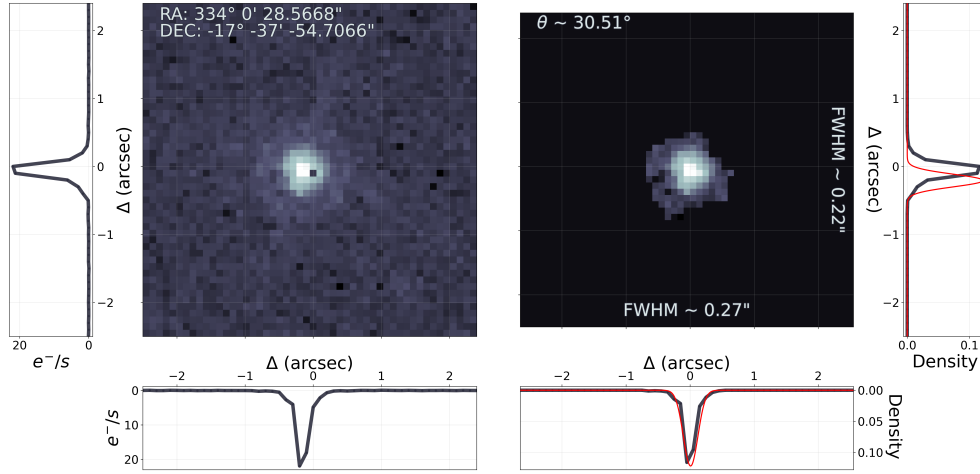 RA: 334° 0' 28.5668"
DEC: -17° -37' -54.7066"
θ ~ 30.51°
FWHM ~ 0.22"
FWHM ~ 0.27"
2
1
0
−1
−2
Δ (arcsec)
20 0
e⁻/s
2
1
0
−1
−2
Δ (arcsec)
0.0 0.1
Density
Δ (arcsec)
−2 −1 0 1 2
0
10
20
e⁻/s
Δ (arcsec)
−2 −1 0 1 2
0.00
0.05
0.10
Density